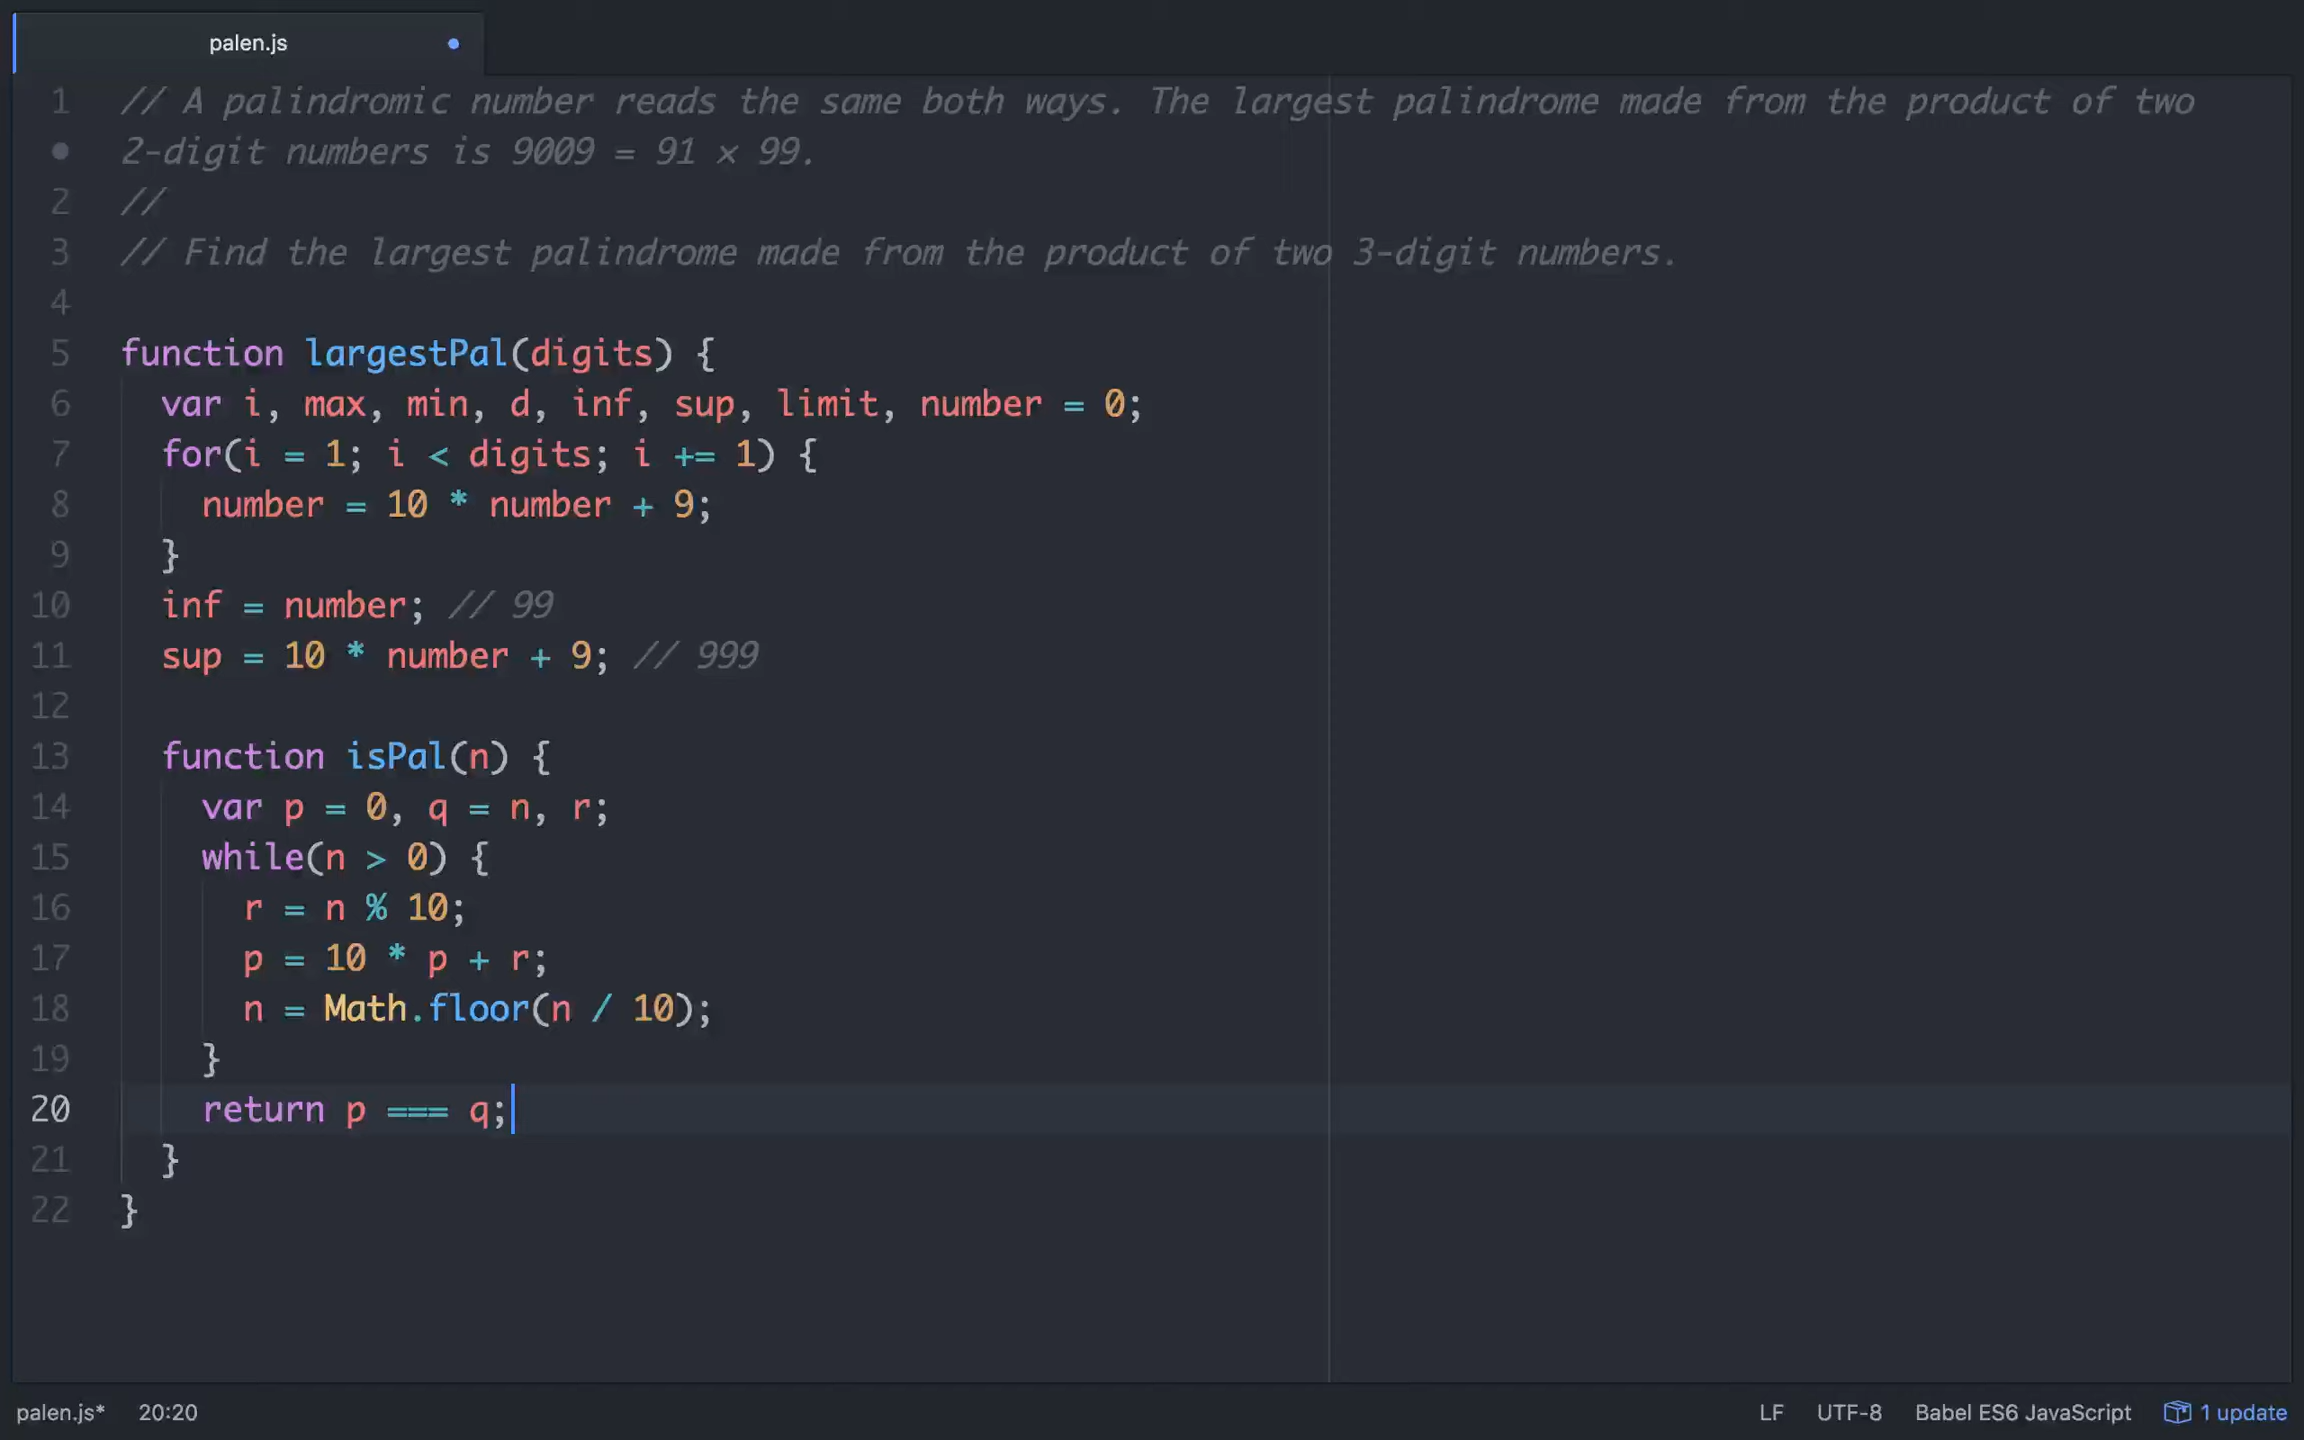 palen.js
1 // A palindromic number reads the same both ways. The largest palindrome made from the product of two
• 2-digit numbers is 9009 = 91 × 99.
2 //
3 // Find the largest palindrome made from the product of two 3-digit numbers.
4
5 function largestPal(digits) {
6 var i, max, min, d, inf, sup, limit, number = 0;
7 for(i = 1; i < digits; i += 1) {
8 number = 10 * number + 9;
9 }
10 inf = number; // 99
11 sup = 10 * number + 9; // 999
12
13 function isPal(n) {
14 var p = 0, q = n, r;
15 while(n > 0) {
16 r = n % 10;
17 p = 10 * p + r;
18 n = Math.floor(n / 10);
19 }
20 return p === q;
21 }
22 }
palen.js* 20:20 LF UTF-8 Babel ES6 JavaScript 1 update